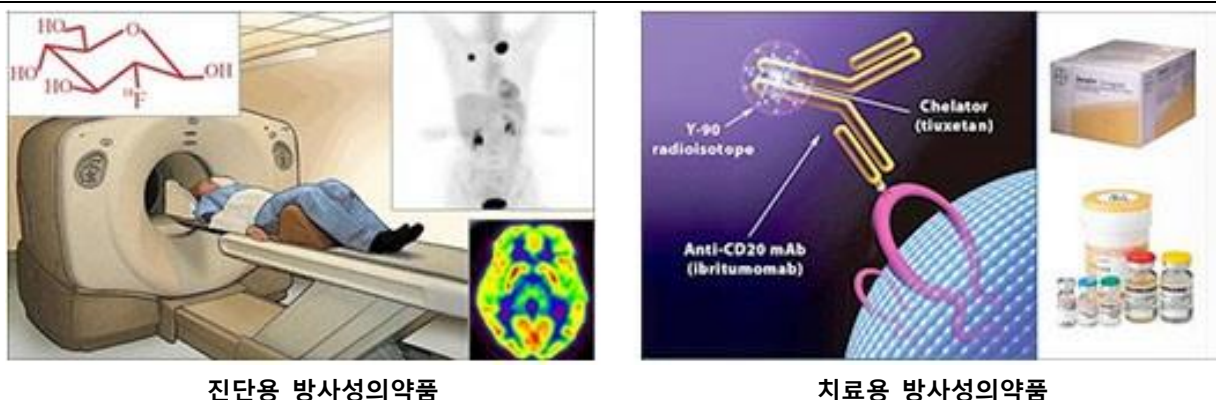 HO
O
HO
HO
OH
¹⁸F
Y-90
radioisotope
Chelator
(tiuxetan)
Anti-CD20 mAb
(ibritumomab)
진단용 방사성의약품
치료용 방사성의약품